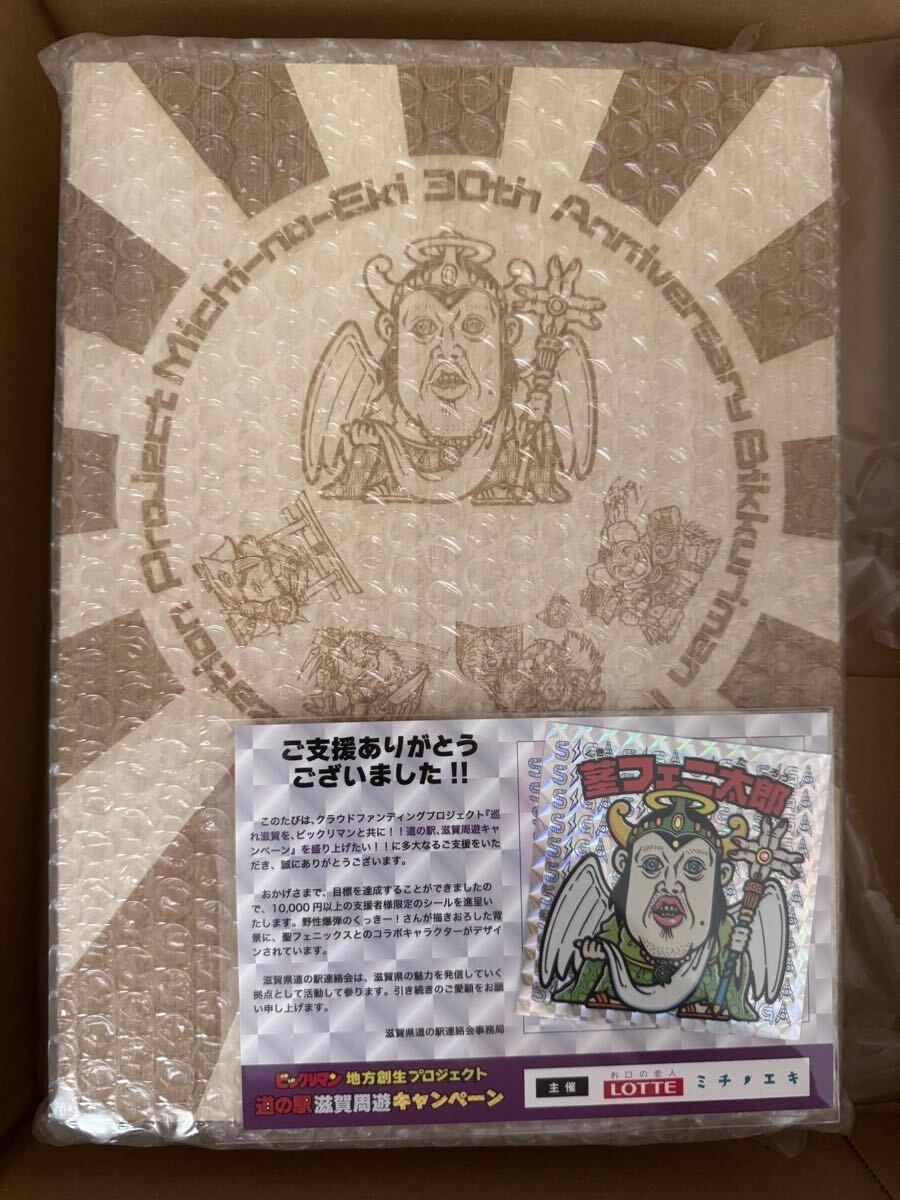 Project Michi-no-Eki 30th Anniversary Bikkuriman
ご支援ありがとう
ございました!!
このたびは、クラウドファンディングプロジェクト『巡
れ滋賀を、ビックリマンと共に!!道の駅、滋賀周遊キャ
ンペーン』を盛り上げたい!!に多大なるご支援をいた
だき、誠にありがとうございます。
おかげさまで、目標を達成することができましたの
で、10,000円以上の支援者様限定のシールを進呈い
たします。野性爆弾のくっきー!さんが描きおろした背
景に、聖フェニックスとのコラボキャラクターがデザイ
ンされています。
滋賀県道の駅連絡会は、滋賀県の魅力を発信していく
拠点として活動して参ります。引き続きのご愛顧をお願
い申し上げます。
滋賀県道の駅連絡会事務局
くき
茎フェニ太郎
ビックリマン 地方創生プロジェクト
道の駅 滋賀周遊 キャンペーン
主催
お口の恋人
LOTTE
ミチノエキ